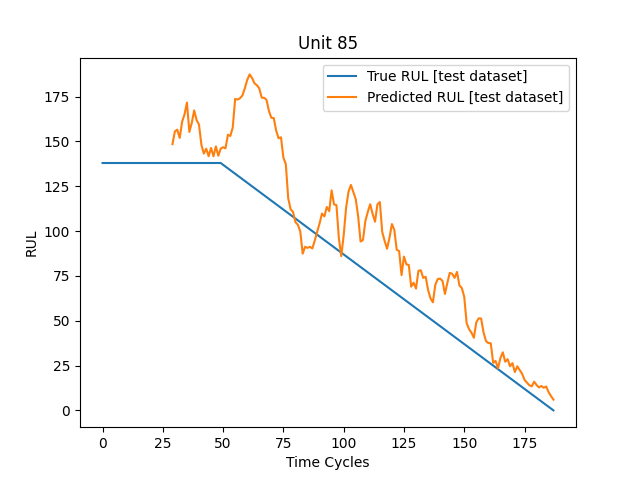 Unit 85
True RUL [test dataset]
Predicted RUL [test dataset]
RUL
175
150
125
100
75
50
25
0
0 25 50 75 100 125 150 175
Time Cycles